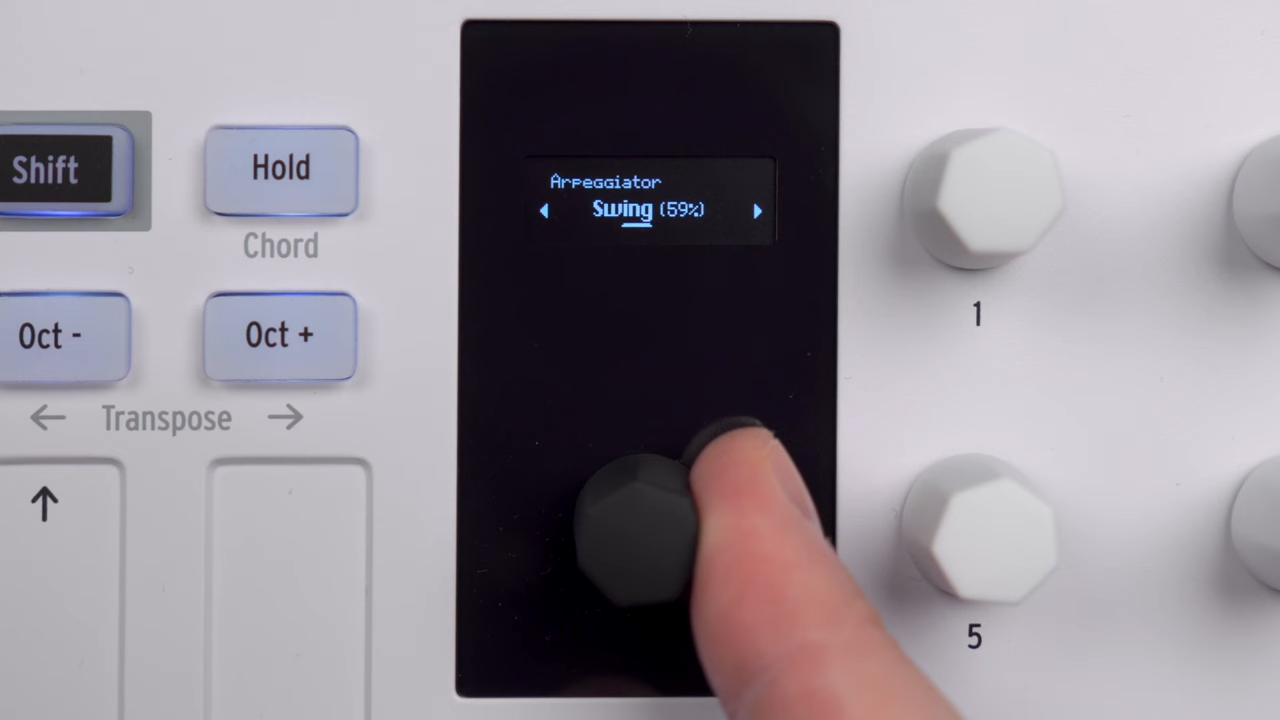 Shift
Hold
Chord
Oct -
Oct +
← Transpose →
↑
Arpeggiator
◀ Swing (59%) ▶
1
5